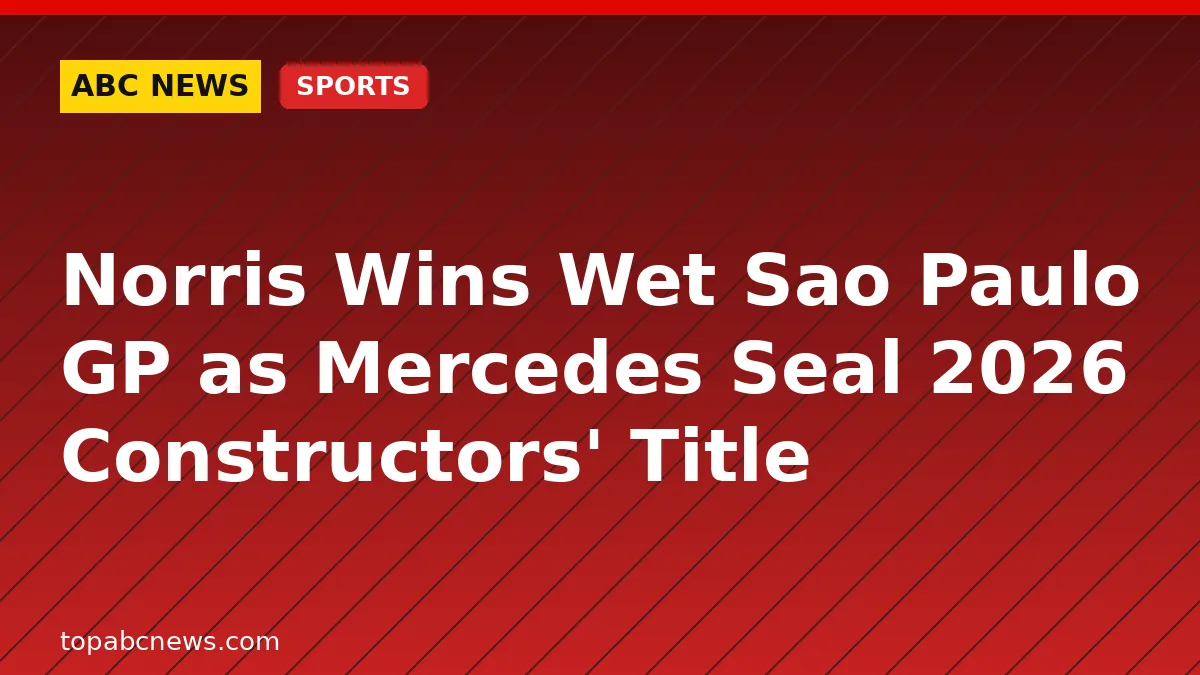 ABC NEWS
SPORTS
Norris Wins Wet Sao Paulo
GP as Mercedes Seal 2026
Constructors' Title
topabcnews.com